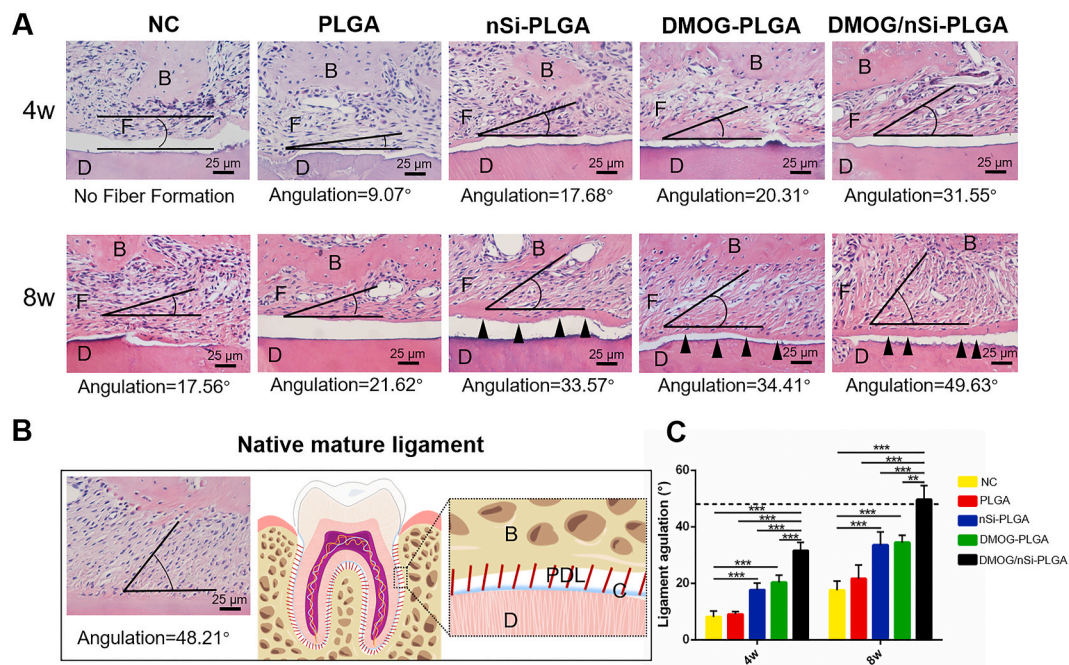 A
NC PLGA nSi-PLGA DMOG-PLGA DMOG/nSi-PLGA
4w
B F D 25 μm
B F D 25 μm
B F D 25 μm
B F D 25 μm
B F D 25 μm
No Fiber Formation Angulation=9.07° Angulation=17.68° Angulation=20.31° Angulation=31.55°
8w
B F D 25 μm
B F D 25 μm
B F D 25 μm
B F D 25 μm
B F D 25 μm
Angulation=17.56° Angulation=21.62° Angulation=33.57° Angulation=34.41° Angulation=49.63°
B
Native mature ligament
25 μm
Angulation=48.21°
B
PDL
C
D
C
Ligament agulation (°)
60
40
20
0
*** *** *** *** *** ***
*** *** *** ** *** ***
4w 8w
NC
PLGA
nSi-PLGA
DMOG-PLGA
DMOG/nSi-PLGA